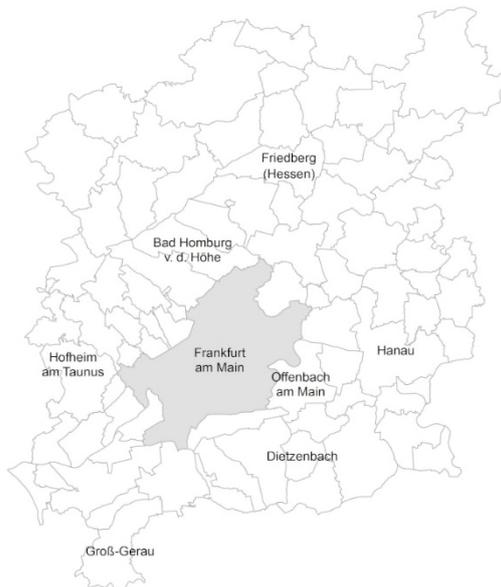 Friedberg
(Hessen)
Bad Homburg
v. d. Höhe
Frankfurt
am Main
Hanau
Hofheim
am Taunus
Offenbach
am Main
Dietzenbach
Groß-Gerau